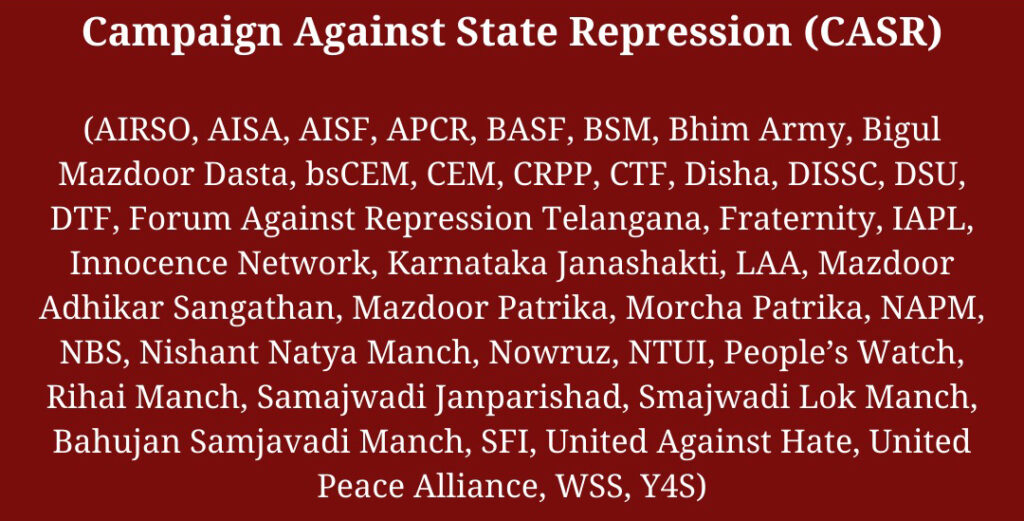 Campaign Against State Repression (CASR)
(AIRSO, AISA, AISF, APCR, BASF, BSM, Bhim Army, Bigul
Mazdoor Dasta, bsCEM, CEM, CRPP, CTF, Disha, DISSC, DSU,
DTF, Forum Against Repression Telangana, Fraternity, IAPL,
Innocence Network, Karnataka Janashakti, LAA, Mazdoor
Adhikar Sangathan, Mazdoor Patrika, Morcha Patrika, NAPM,
NBS, Nishant Natya Manch, Nowruz, NTUI, People’s Watch,
Rihai Manch, Samajwadi Janparishad, Smajwadi Lok Manch,
Bahujan Samjavadi Manch, SFI, United Against Hate, United
Peace Alliance, WSS, Y4S)